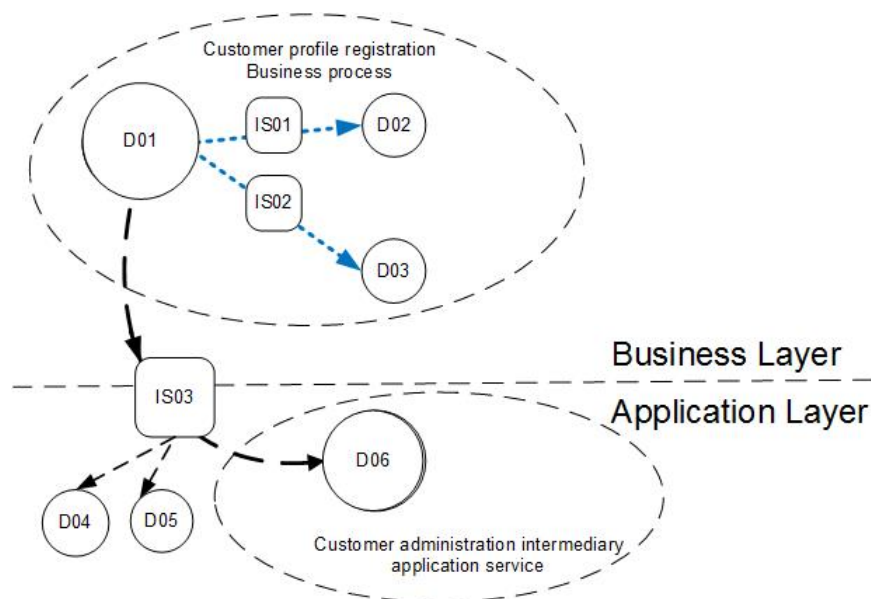 Customer profile registration
Business process
D01
IS01
D02
IS02
D03
Business Layer
IS03
Application Layer
D06
D04
D05
Customer administration intermediary
application service